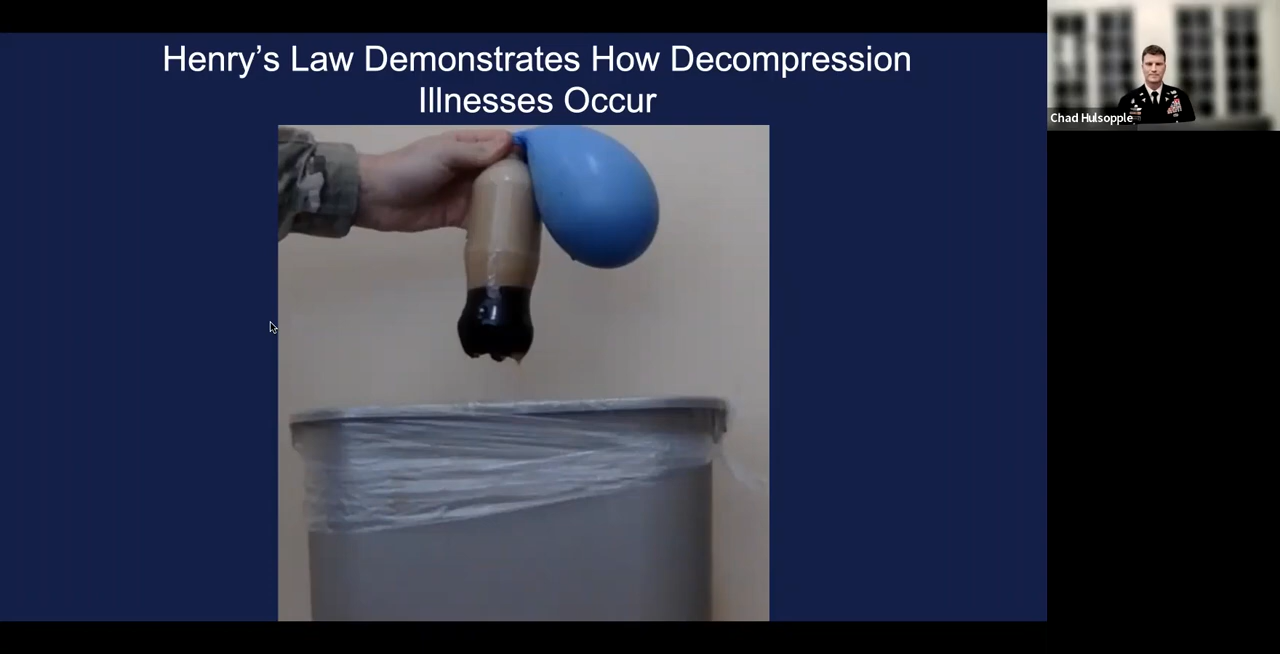 Henry’s Law Demonstrates How Decompression
Illnesses Occur
Chad Hulsopple